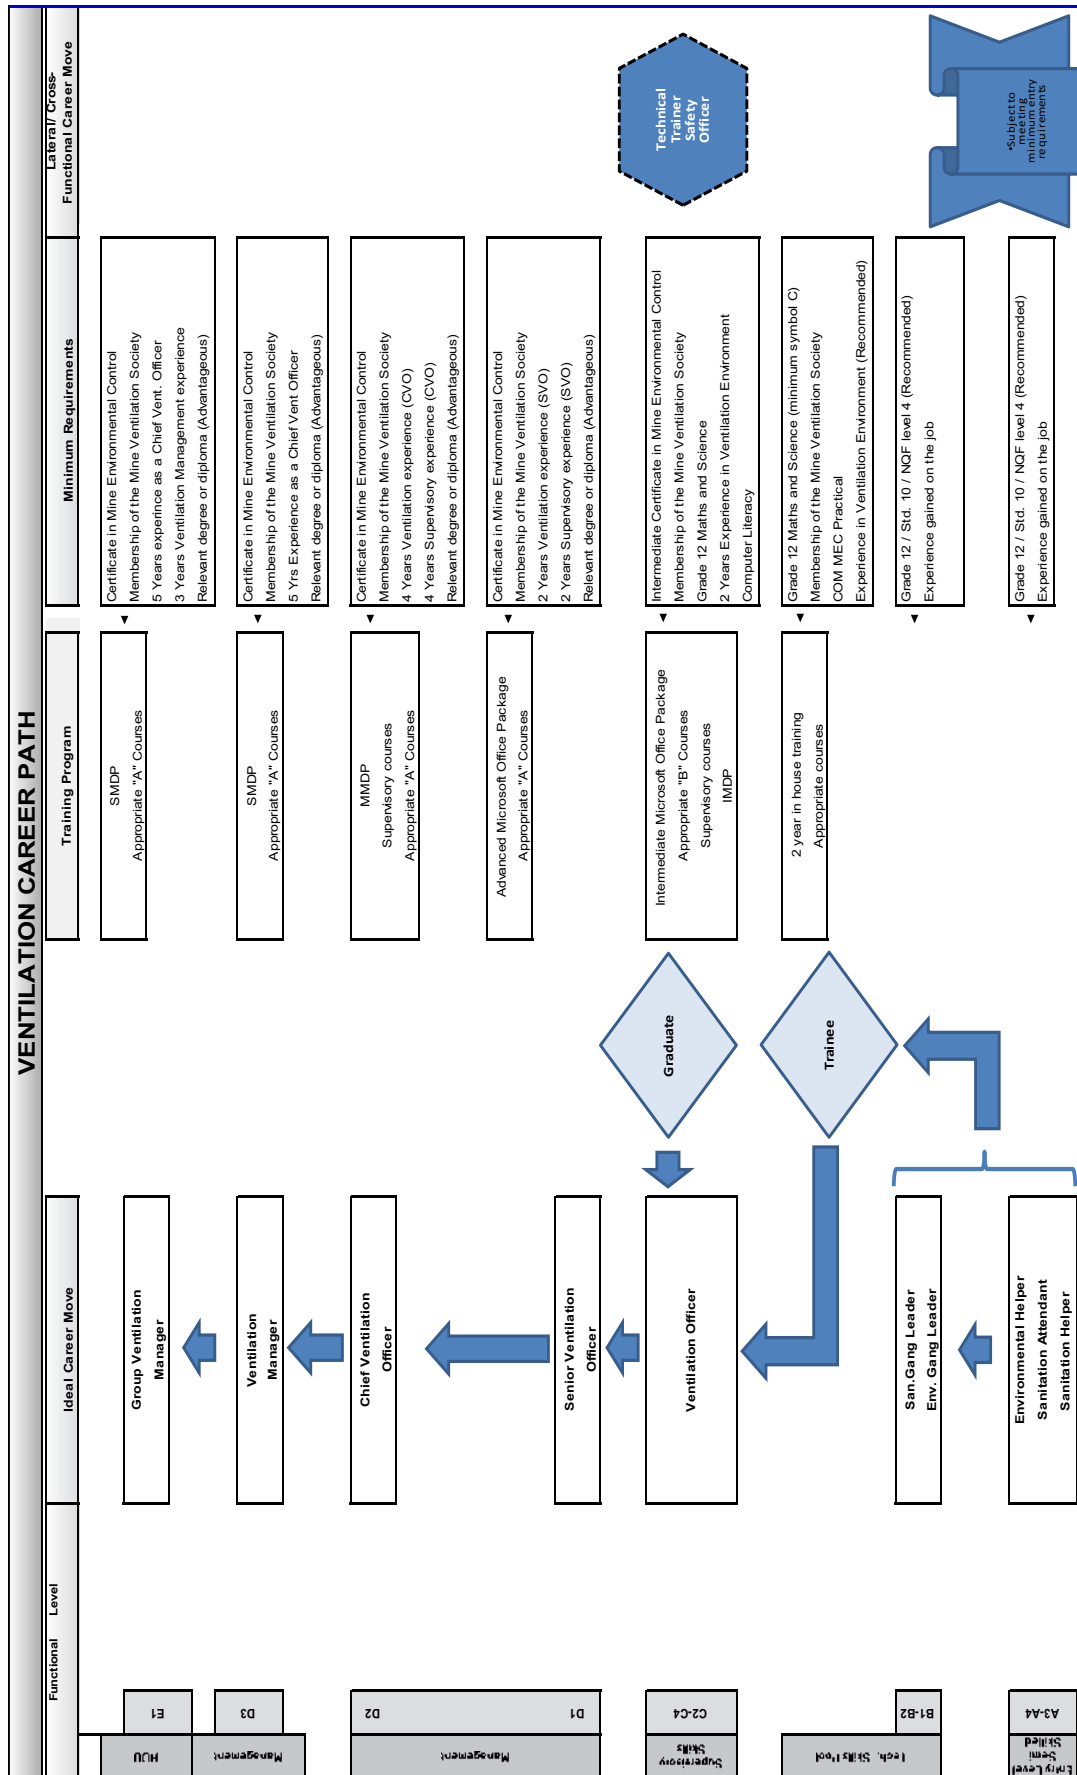 VENTILATION CAREER PATH
Functional Level
Ideal Career Move
Training Program
Minimum Requirements
Lateral/ Cross-
Functional Career Move
HOD
E1
Group Ventilation
Manager
SMDP
Appropriate "A" Courses
Certificate in Mine Environmental Control
Membership of the Mine Ventilation Society
5 Years experince as a Chief Vent. Officer
3 Years Ventilation Management experience
Relevant degree or diploma (Advantageous)
Management
D3
Ventilation
Manager
SMDP
Appropriate "A" Courses
Certificate in Mine Environmental Control
Membership of the Mine Ventilation Society
5 Yrs Experience as a Chief Vent Officer
Relevant degree or diploma (Advantageous)
Management
D2
Chief Ventilation
Officer
MMDP
Supervisory courses
Appropriate "A" Courses
Certificate in Mine Environmental Control
Membership of the Mine Ventilation Society
4 Years Ventilation experience (CVO)
4 Years Supervisory experience (CVO)
Relevant degree or diploma (Advantageous)
D1
Senior Ventilation
Officer
Advanced Microsoft Office Package
Appropriate "A" Courses
Certificate in Mine Environmental Control
Membership of the Mine Ventilation Society
2 Years Ventilation experience (SVO)
2 Years Supervisory experience (SVO)
Relevant degree or diploma (Advantageous)
Supervisory
Skills
C2-C4
Ventilation Officer
Graduate
Intermediate Microsoft Office Package
Appropriate "B" Courses
Supervisory courses
IMDP
Intermediate Certificate in Mine Environmental Control
Membership of the Mine Ventilation Society
Grade 12 Maths and Science
2 Years Experience in Ventilation Environment
Computer Literacy
Technical
Trainer
Safety
Officer
Tech. Skills Pool
Trainee
2 year in house training
Appropriate courses
Grade 12 Maths and Science (minimum symbol C)
Membership of the Mine Ventilation Society
COM MEC Practical
Experience in Ventilation Environment (Recommended)
B1-B2
San.Gang Leader
Env. Gang Leader
Grade 12 / Std. 10 / NQF level 4 (Recommended)
Experience gained on the job
Entry Level
Semi
Skilled
A3-A4
Environmental Helper
Sanitation Attendant
Sanitation Helper
Grade 12 / Std. 10 / NQF level 4 (Recommended)
Experience gained on the job
•Subject to
meeting
minimum entry
requirements